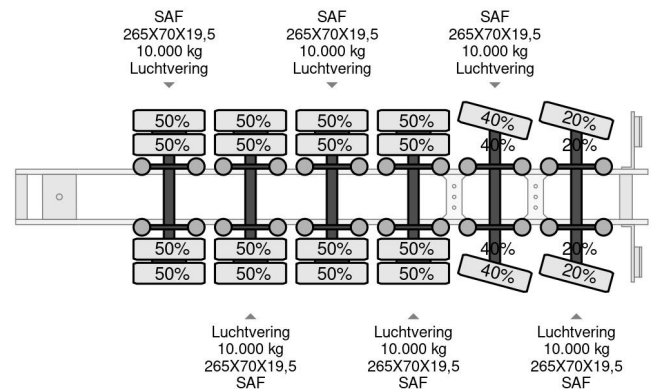 SAF SAF SAF
265X70X19,5 265X70X19,5 265X70X19,5
10.000 kg 10.000 kg 10.000 kg
Luchtvering Luchtvering Luchtvering
50% 50% 50% 50% 40% 20%
50% 50% 50% 50% 40% 20%
50% 50% 50% 50% 40% 20%
50% 50% 50% 50% 40% 20%
Luchtvering Luchtvering Luchtvering
10.000 kg 10.000 kg 10.000 kg
265X70X19,5 265X70X19,5 265X70X19,5
SAF SAF SAF